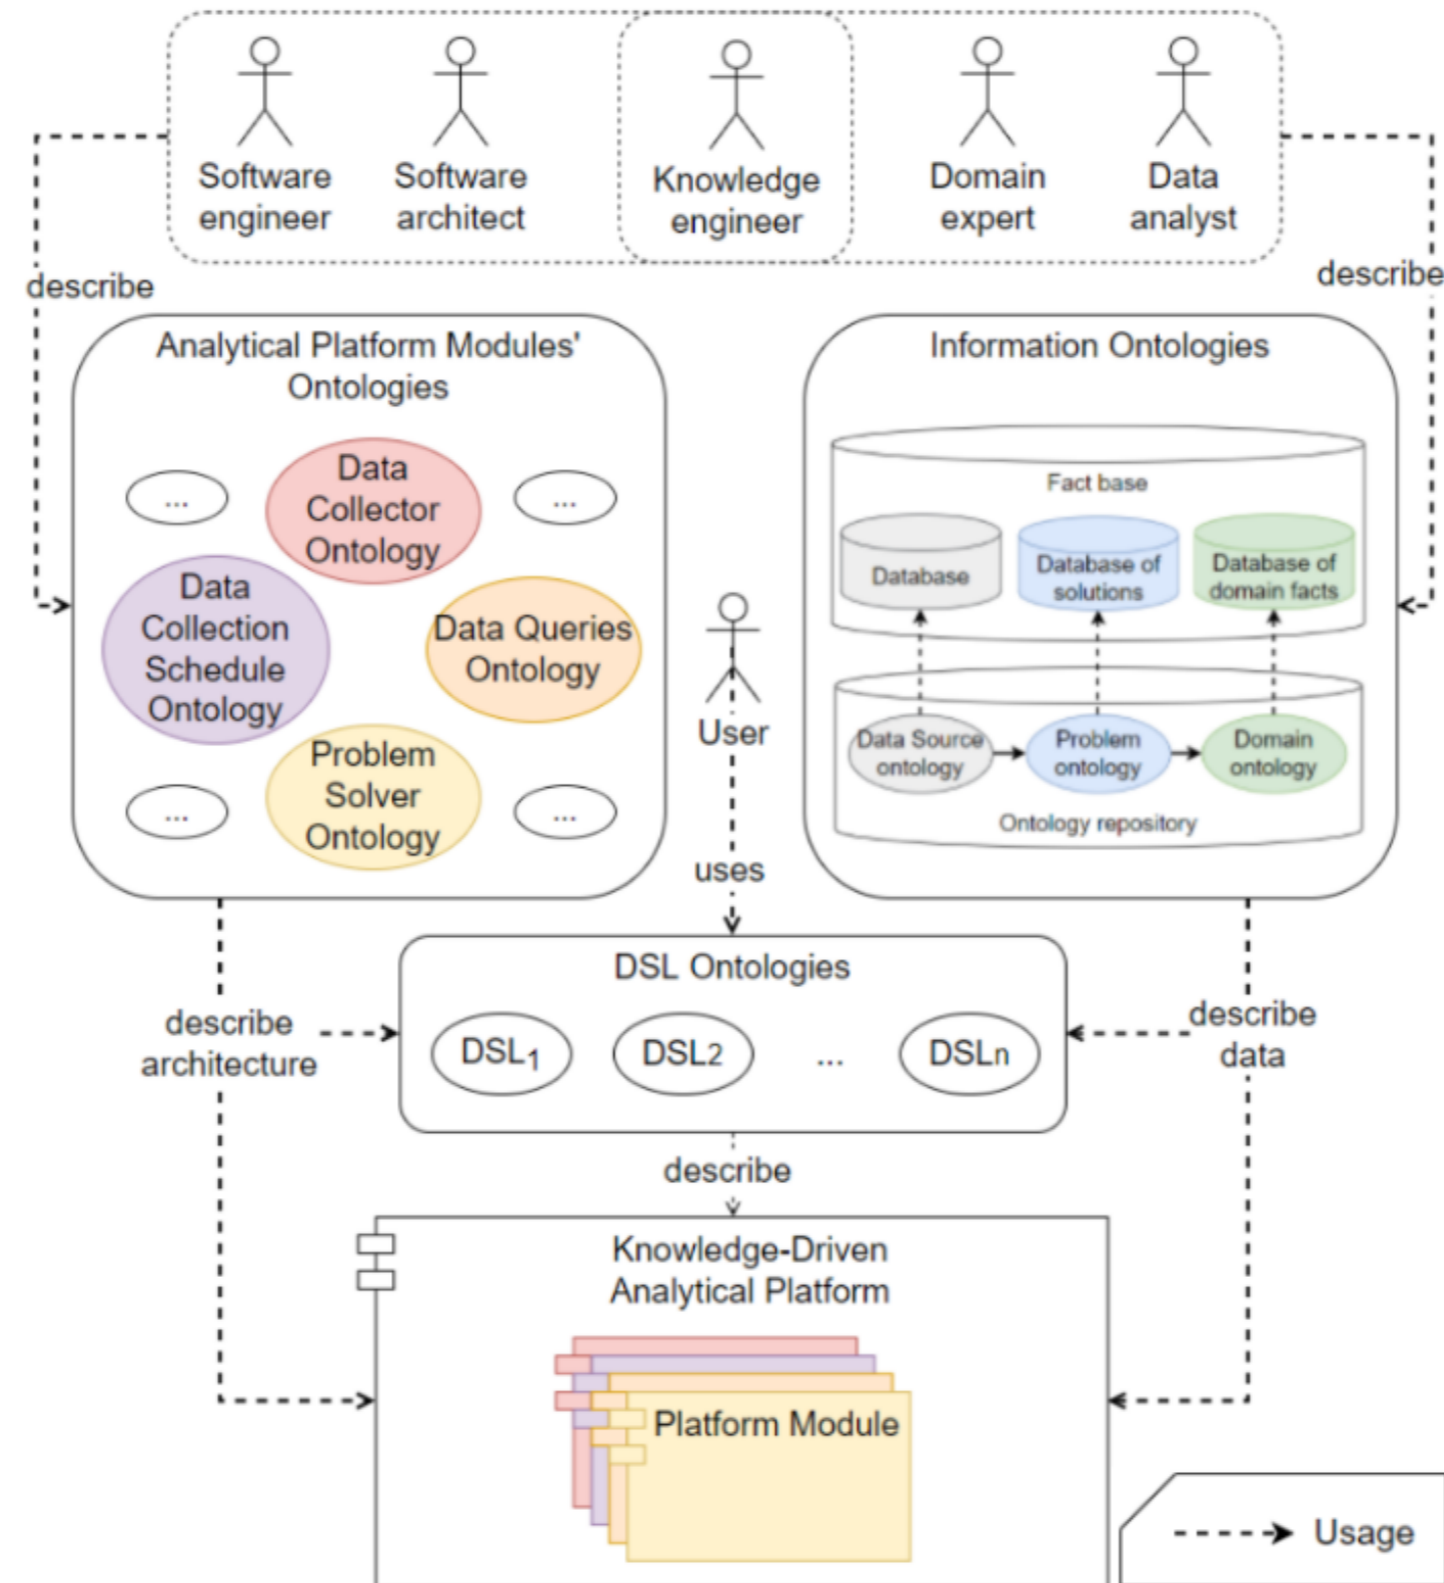 Software
engineer
Software
architect
Knowledge
engineer
Domain
expert
Data
analyst
describe
describe
Analytical Platform Modules'
Ontologies
...
Data
Collector
Ontology
...
Data
Collection
Schedule
Ontology
Data Queries
Ontology
Problem
Solver
Ontology
...
...
User
uses
Information Ontologies
Fact base
Database
Database of
solutions
Database of
domain facts
Data Source
ontology
Problem
ontology
Domain
ontology
Ontology repository
DSL Ontologies
DSL1
DSL2
...
DSLn
describe
architecture
describe
data
describe
Knowledge-Driven
Analytical Platform
Platform Module
Usage